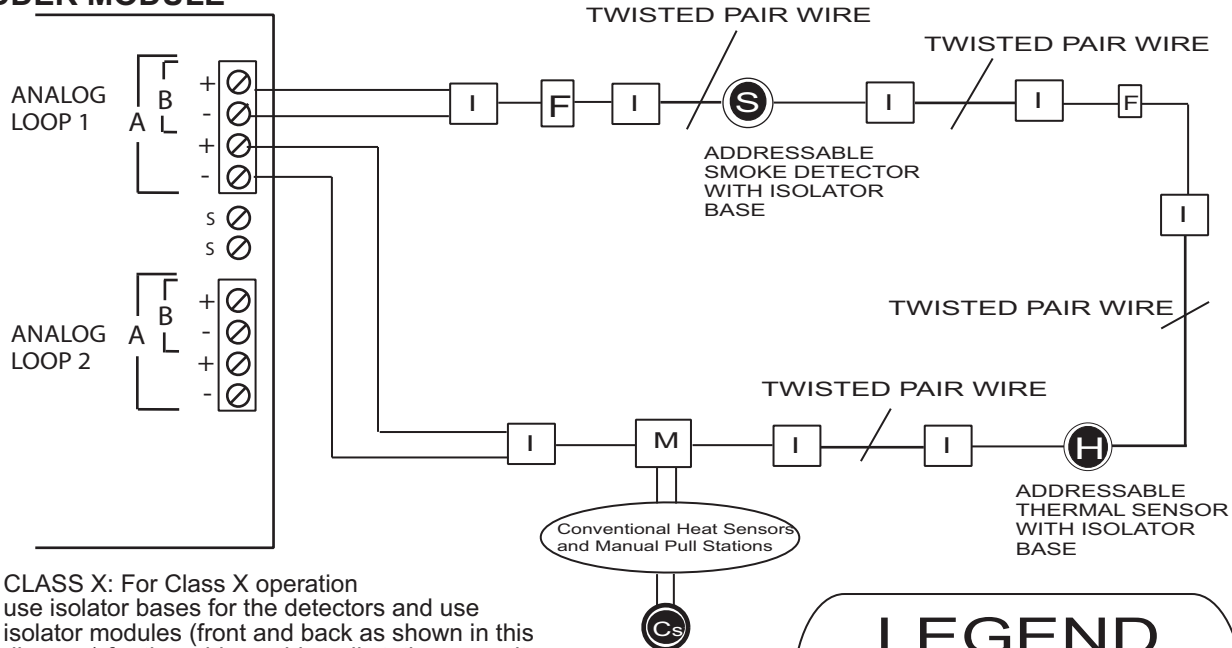 MODULE
TWISTED PAIR WIRE
TWISTED PAIR WIRE
ANALOG
LOOP 1
A
B
+
-
+
-
I
F
I
S
I
I
F
ADDRESSABLE
SMOKE DETECTOR
WITH ISOLATOR
BASE
S
S
I
ANALOG
LOOP 2
A
B
+
-
+
-
TWISTED PAIR WIRE
TWISTED PAIR WIRE
I
M
I
I
H
ADDRESSABLE
THERMAL SENSOR
WITH ISOLATOR
BASE
Conventional Heat Sensors
and Manual Pull Stations
Cs
CLASS X: For Class X operation
use isolator bases for the detectors and use
isolator modules (front and back as shown in this
LEGEND